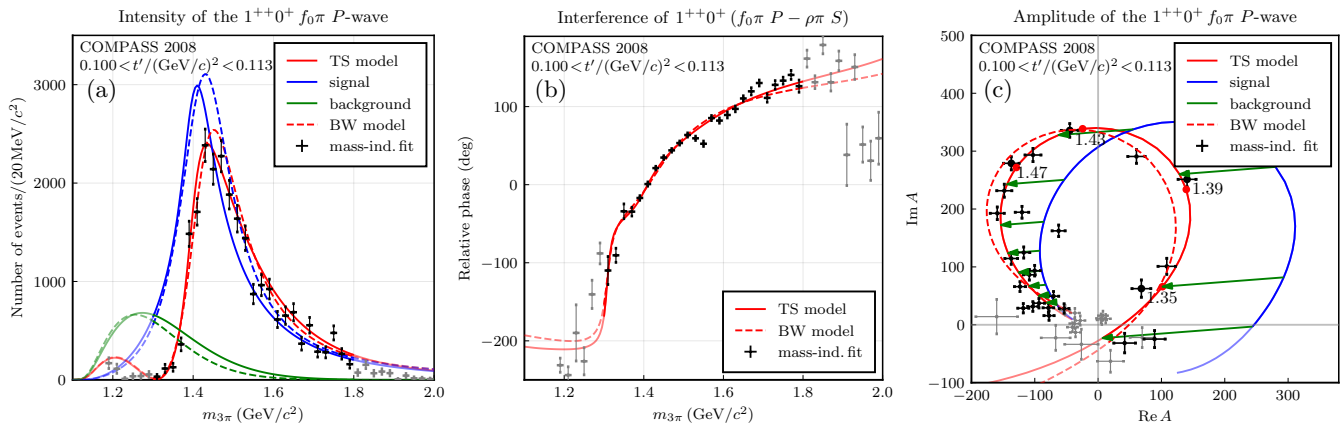 Intensity of the 1⁺⁺0⁺ f₀π P-wave
COMPASS 2008
0.100 < t′/(GeV/c)² < 0.113
(a)
TS model
signal
background
BW model
mass-ind. fit
Number of events/(20 MeV/c²)
3000
2000
1000
0
1.2
1.4
1.6
1.8
2.0
m₃π (GeV/c²)
Interference of 1⁺⁺0⁺ (f₀π P − ρπ S)
COMPASS 2008
0.100 < t′/(GeV/c)² < 0.113
(b)
Relative phase (deg)
100
0
−100
−200
TS model
BW model
mass-ind. fit
1.2
1.4
1.6
1.8
2.0
m₃π (GeV/c²)
Amplitude of the 1⁺⁺0⁺ f₀π P-wave
COMPASS 2008
0.100 < t′/(GeV/c)² < 0.113
(c)
TS model
signal
background
BW model
mass-ind. fit
Im A
400
300
200
100
0
−100
1.43
1.47
1.39
1.35
−200
−100
0
100
200
300
Re A